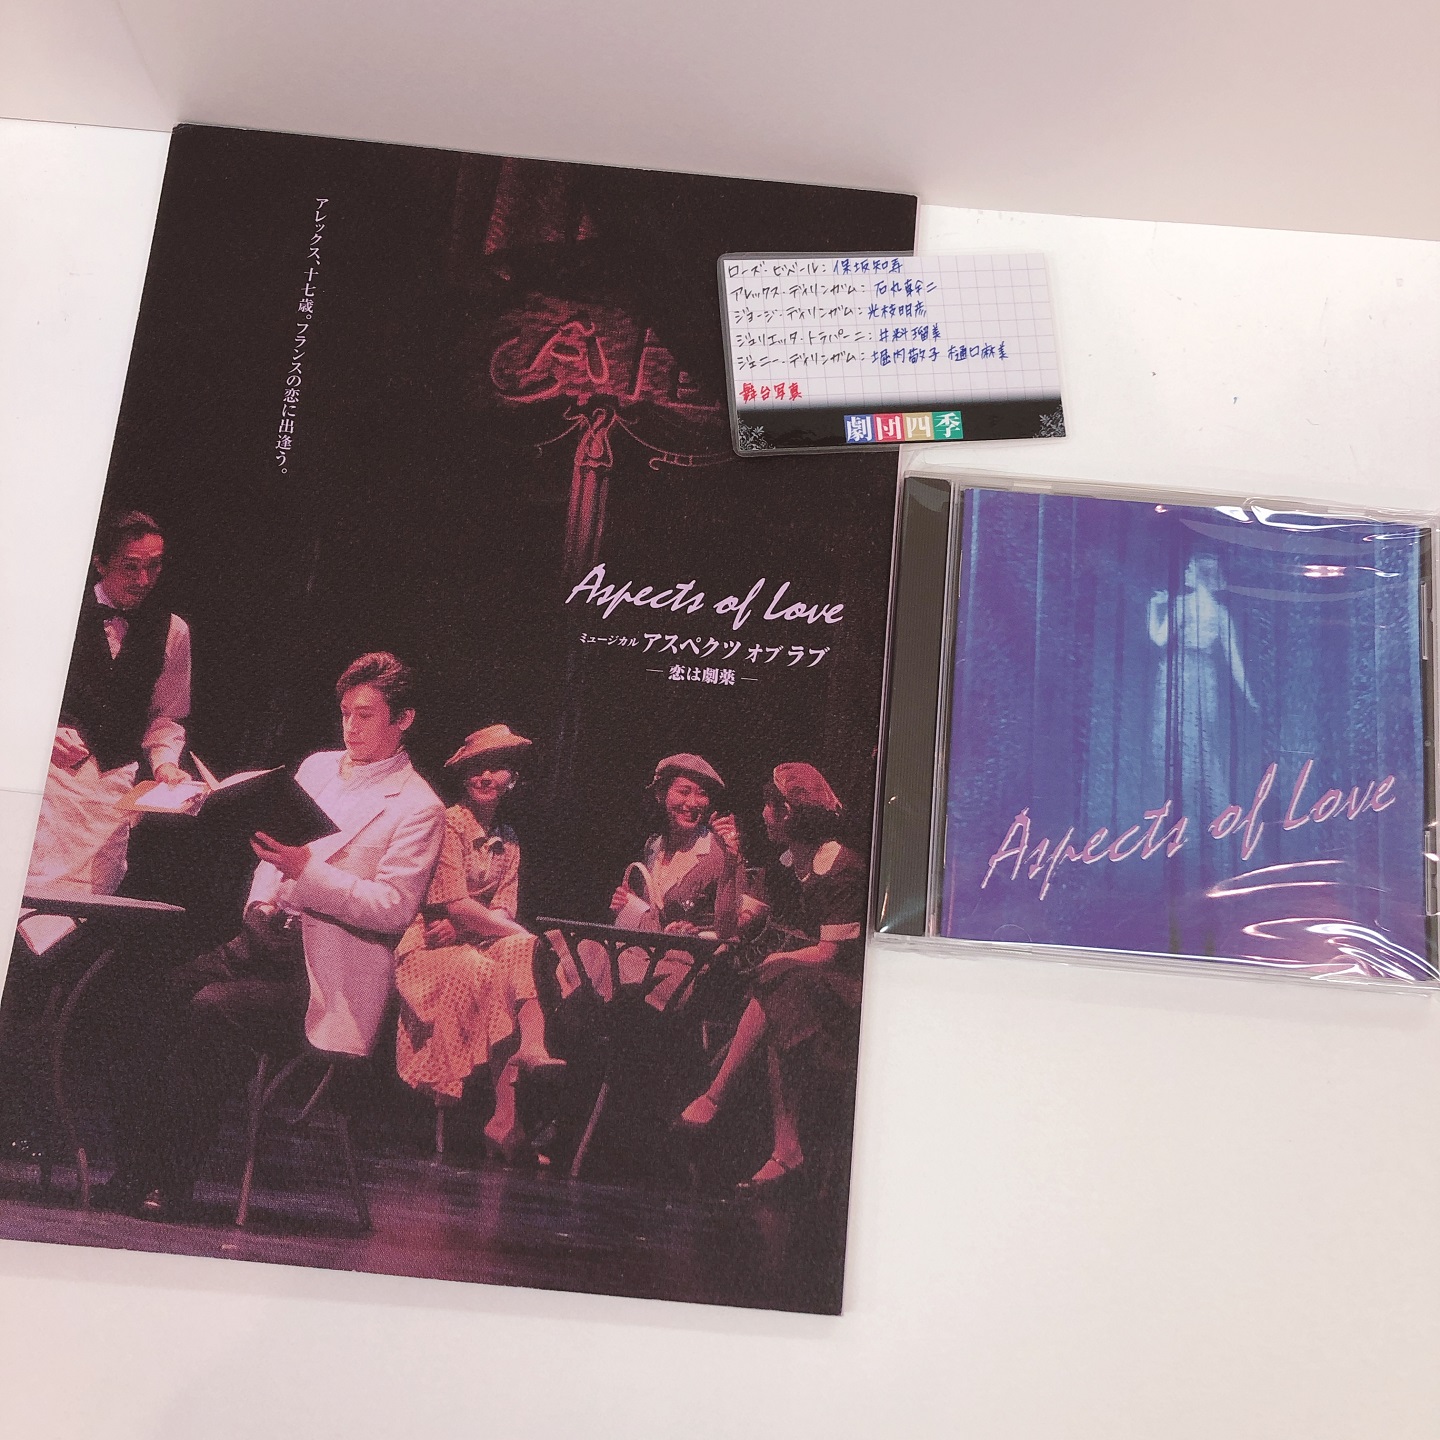 アレックス、十七歳。フランスの恋に出逢う。
Aspects of Love
ミュージカル アスペクツ オブ ラブ
― 恋は劇薬 ―
ローズ・ビベール：保坂知寿
アレックス・ディリンガム：石丸幹二
ジョージ・ディリンガム：光枝明彦
ジュリエッタ・トラパーニ：井料瑠美
ジェニー・ディリンガム：堀内敬子 樋口麻美
舞台写真
劇団四季
Aspects of Love